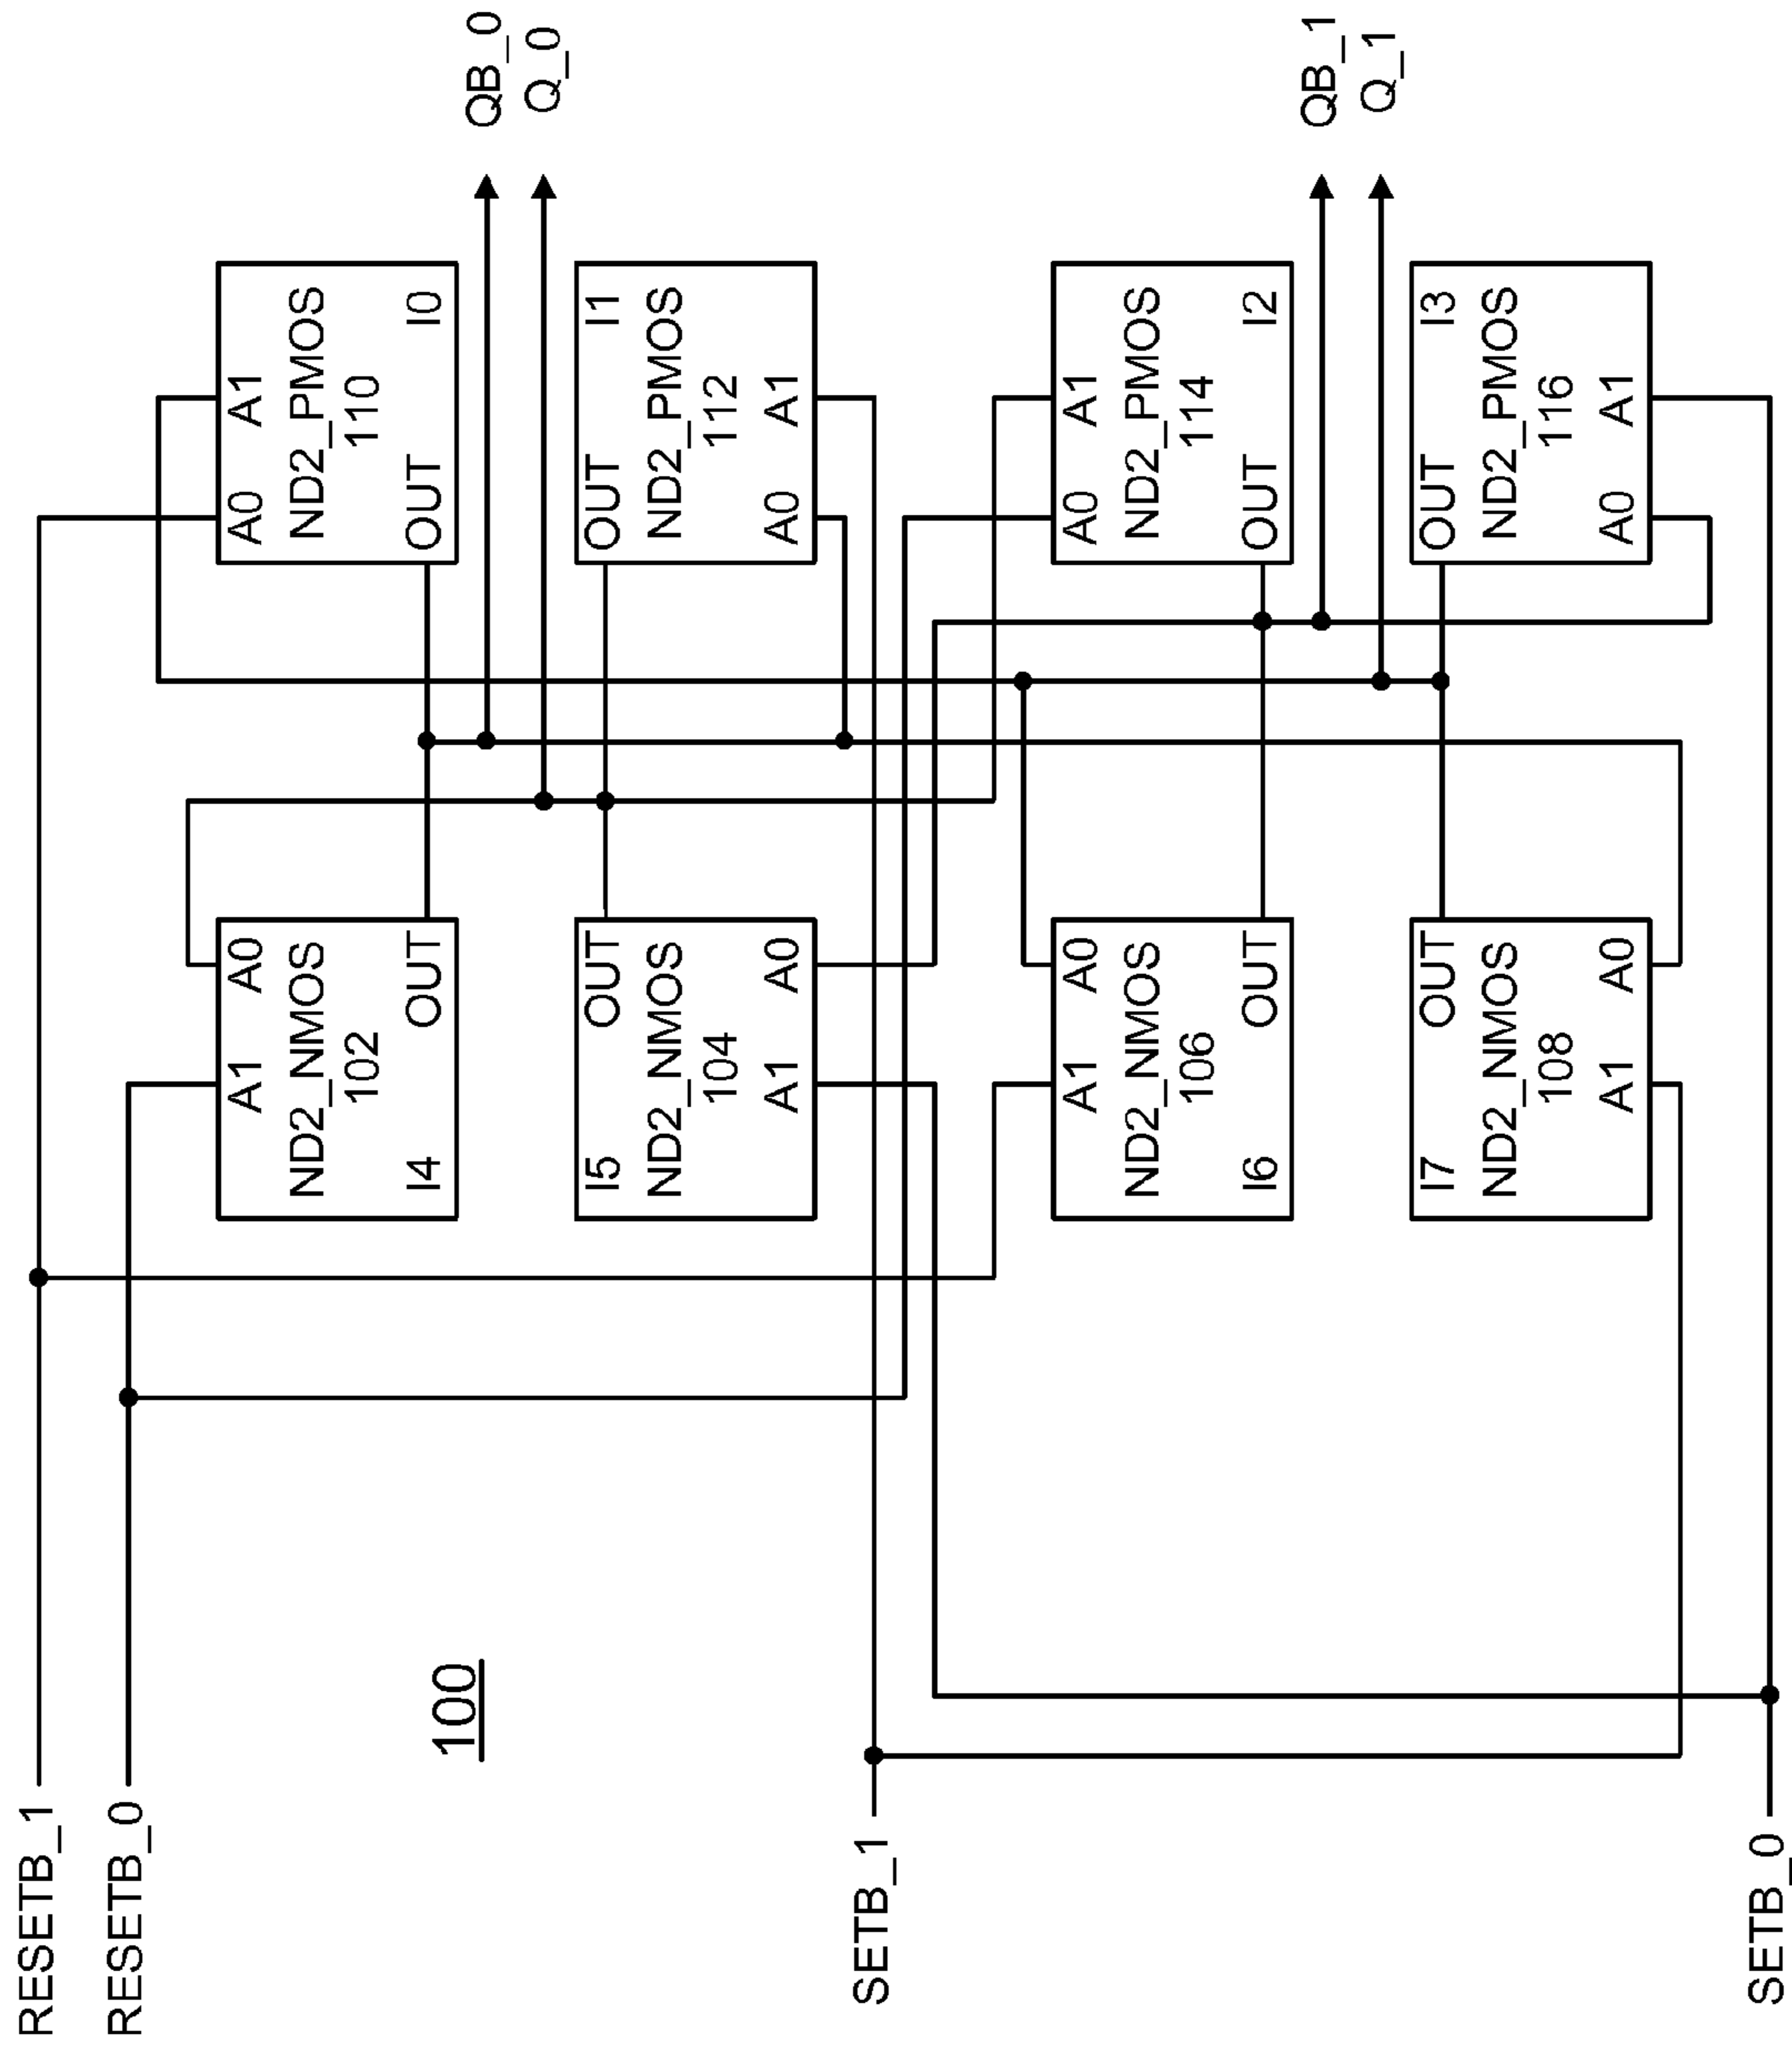 RESETB_1
RESETB_0
SETB_1
SETB_0
100
A1 A0
ND2_NMOS
102
I4 OUT
I5 OUT
ND2_NMOS
104
A1 A0
A1 A0
ND2_NMOS
106
I6 OUT
I7 OUT
ND2_NMOS
108
A1 A0
A0 A1
ND2_PMOS
110
OUT I0
OUT I1
ND2_PMOS
112
A0 A1
A0 A1
ND2_PMOS
114
OUT I2
OUT I3
ND2_PMOS
116
A0 A1
QB_0
Q_0
QB_1
Q_1